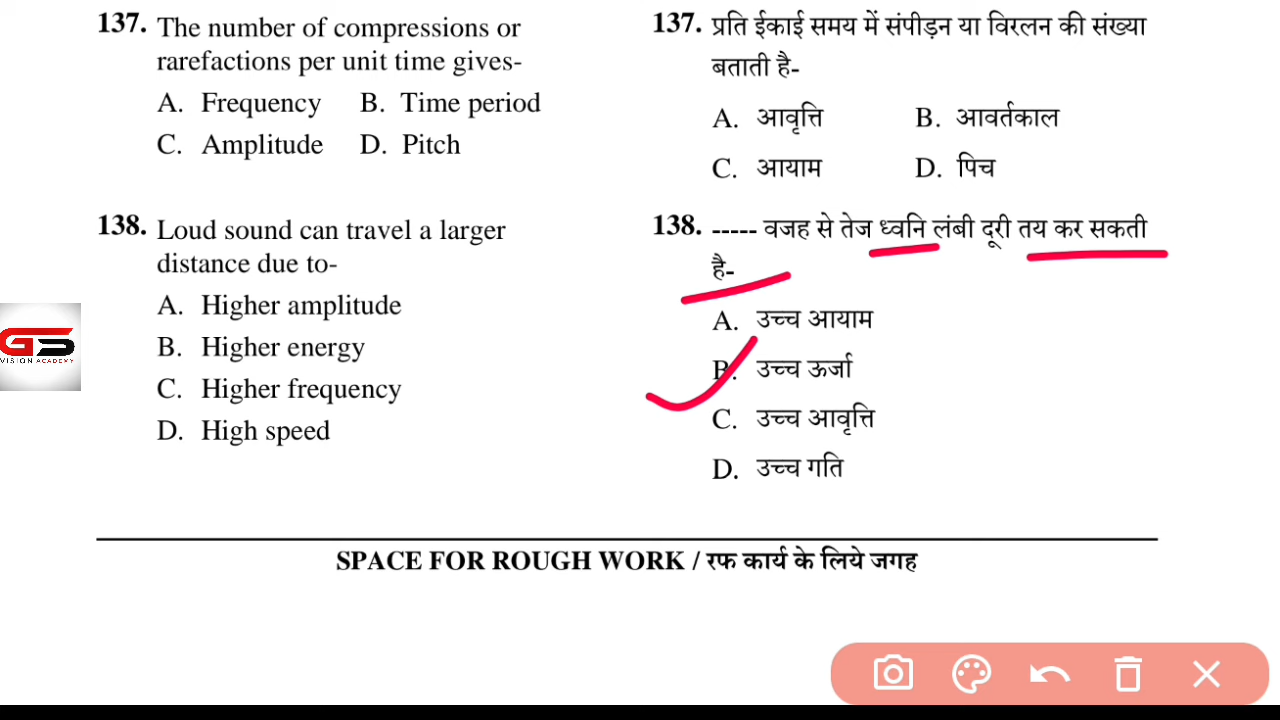 137. The number of compressions or
rarefactions per unit time gives-
A. Frequency B. Time period
C. Amplitude D. Pitch
138. Loud sound can travel a larger
distance due to-
A. Higher amplitude
B. Higher energy
C. Higher frequency
D. High speed
137. प्रति ईकाई समय में संपीड़न या विरलन की संख्या
बताती है-
A. आवृत्ति B. आवर्तकाल
C. आयाम D. पिच
138. ----- वजह से तेज ध्वनि लंबी दूरी तय कर सकती
है-
A. उच्च आयाम
B. उच्च ऊर्जा
C. उच्च आवृत्ति
D. उच्च गति
SPACE FOR ROUGH WORK / रफ कार्य के लिये जगह
GS
VISION ACADEMY